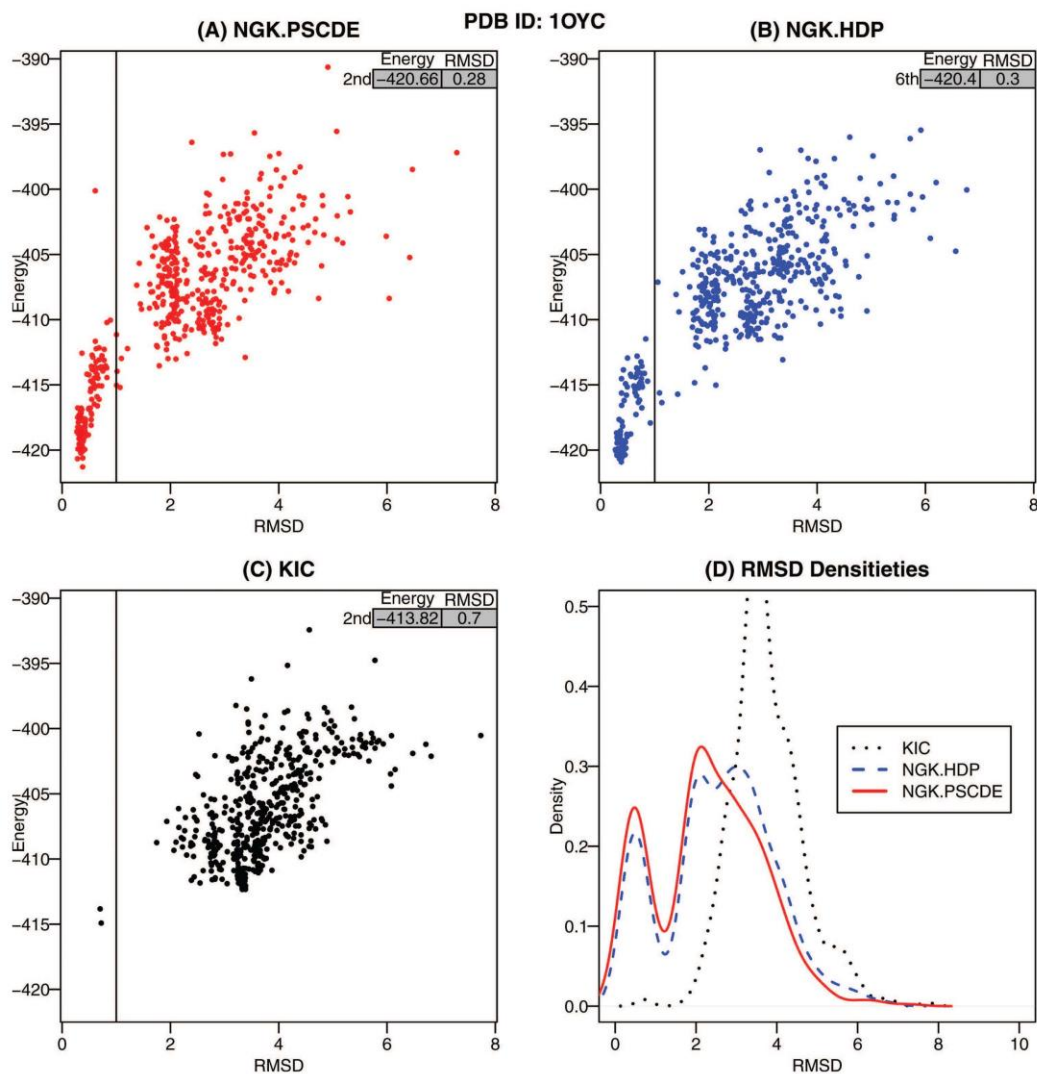 PDB ID: 1OYC
(A) NGK.PSCDE
Energy RMSD
2nd −420.66 0.28
−390
−395
−400
−405
−410
−415
−420
Energy
0 2 4 6 8
RMSD
(B) NGK.HDP
Energy RMSD
6th −420.4 0.3
−390
−395
−400
−405
−410
−415
−420
Energy
0 2 4 6 8
RMSD
(C) KIC
Energy RMSD
2nd −413.82 0.7
−390
−395
−400
−405
−410
−415
−420
Energy
0 2 4 6 8
RMSD
(D) RMSD Densitieties
0.5
0.4
0.3
0.2
0.1
0.0
Density
KIC
NGK.HDP
NGK.PSCDE
0 2 4 6 8 10
RMSD